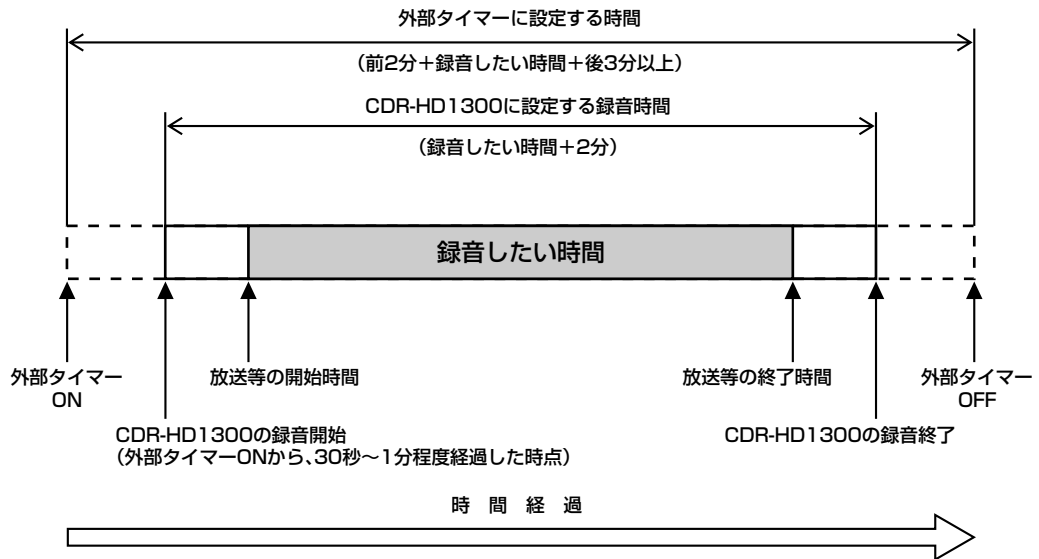 外部タイマーに設定する時間
(前2分＋録音したい時間＋後3分以上)
CDR-HD1300に設定する録音時間
(録音したい時間＋2分)
録音したい時間
外部タイマー
ON
放送等の開始時間
放送等の終了時間
外部タイマー
OFF
CDR-HD1300の録音開始
(外部タイマーONから、30秒〜1分程度経過した時点)
CDR-HD1300の録音終了
時 間 経 過